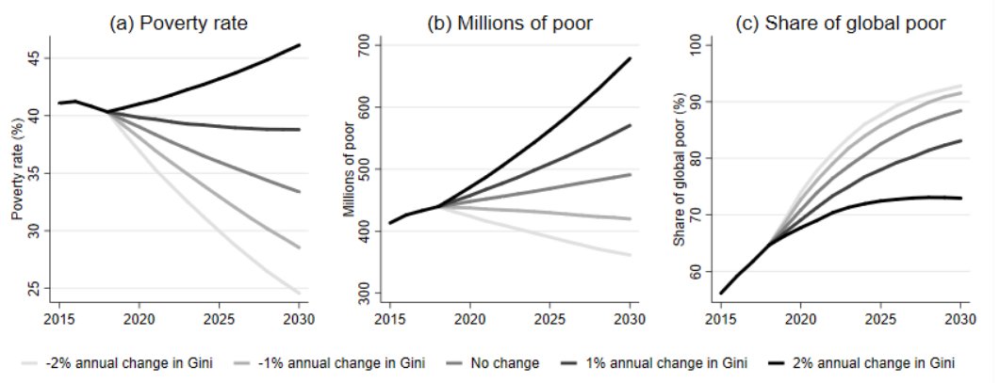 (a) Poverty rate
Poverty rate (%)
45
40
35
30
25
2015 2020 2025 2030
(b) Millions of poor
Millions of poor
700
600
500
400
300
2015 2020 2025 2030
(c) Share of global poor
Share of global poor (%)
100
90
80
70
60
2015 2020 2025 2030
-2% annual change in Gini -1% annual change in Gini No change 1% annual change in Gini 2% annual change in Gini